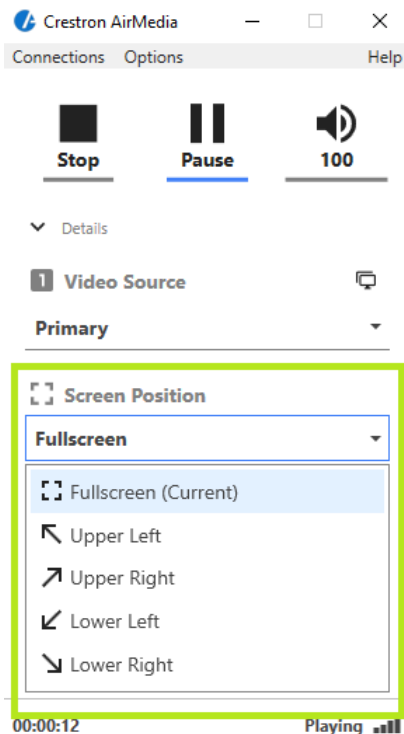 Crestron AirMedia
Connections Options Help
Stop Pause 100
Details
1 Video Source
Primary
Screen Position
Fullscreen
Fullscreen (Current)
Upper Left
Upper Right
Lower Left
Lower Right
00:00:12 Playing